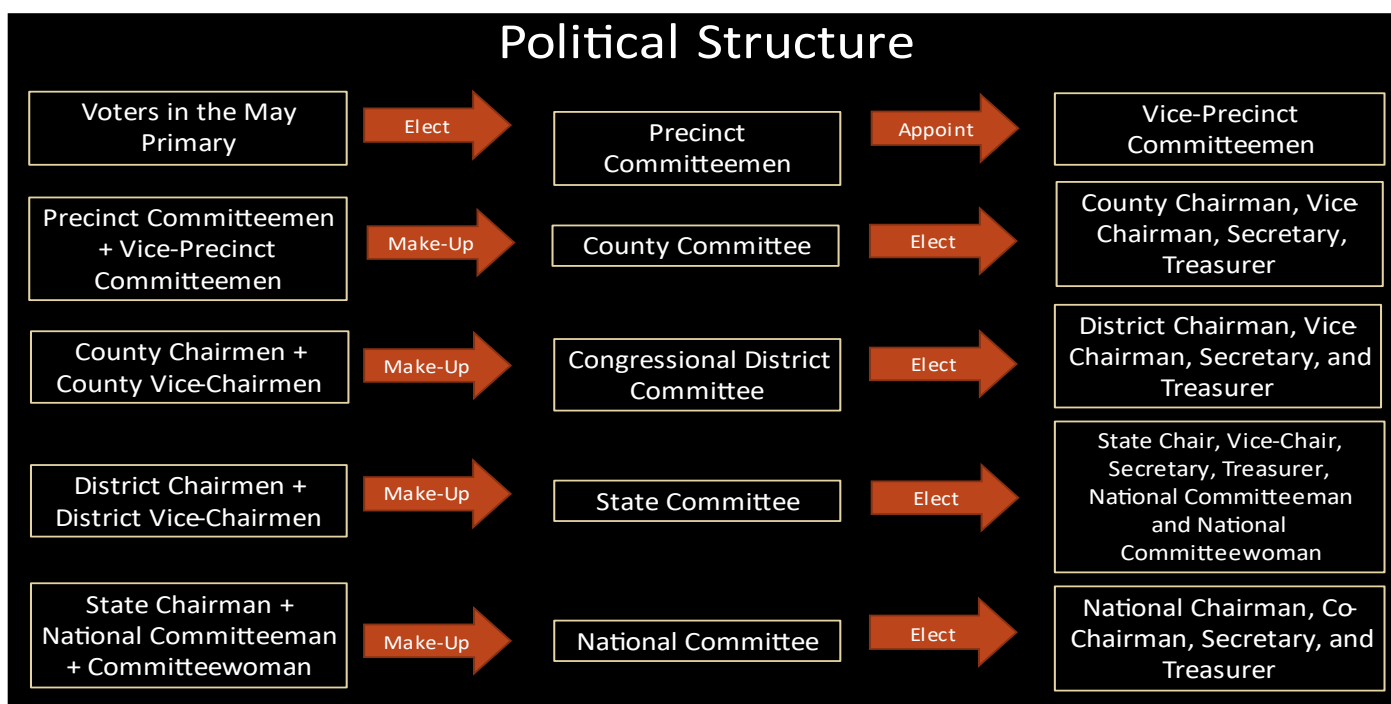 Political Structure
Voters in the May
Primary
Elect
Precinct
Committeemen
Appoint
Vice-Precinct
Committeemen
Precinct Committeemen
+ Vice-Precinct
Committeemen
Make-Up
County Committee
Elect
County Chairman, Vice-
Chairman, Secretary,
Treasurer
County Chairmen +
County Vice-Chairmen
Make-Up
Congressional District
Committee
Elect
District Chairman, Vice-
Chairman, Secretary, and
Treasurer
District Chairmen +
District Vice-Chairmen
Make-Up
State Committee
Elect
State Chair, Vice-Chair,
Secretary, Treasurer,
National Committeeman
and National
Committeewoman
State Chairman +
National Committeeman
+ Committeewoman
Make-Up
National Committee
Elect
National Chairman, Co-
Chairman, Secretary, and
Treasurer